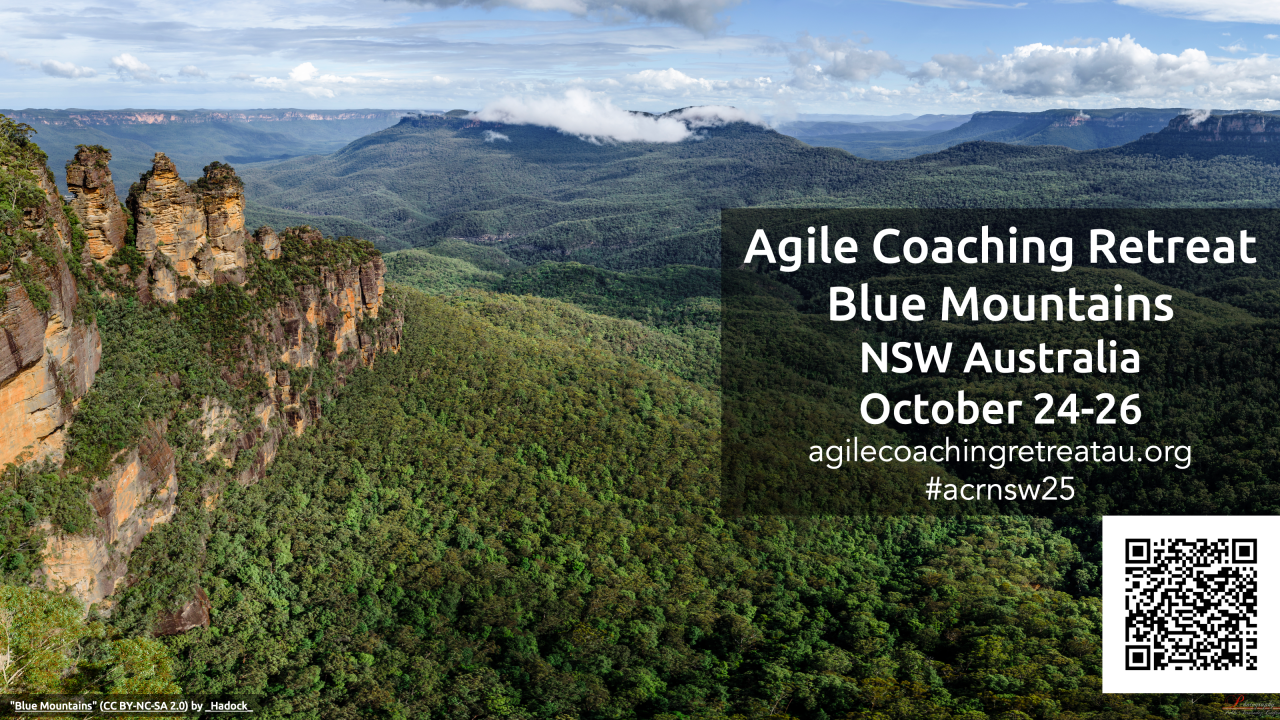 Agile Coaching Retreat
Blue Mountains
NSW Australia
October 24-26
agilecoachingretreatau.org
#acrnsw25
"Blue Mountains" (CC BY-NC-SA 2.0) by _Hadock_